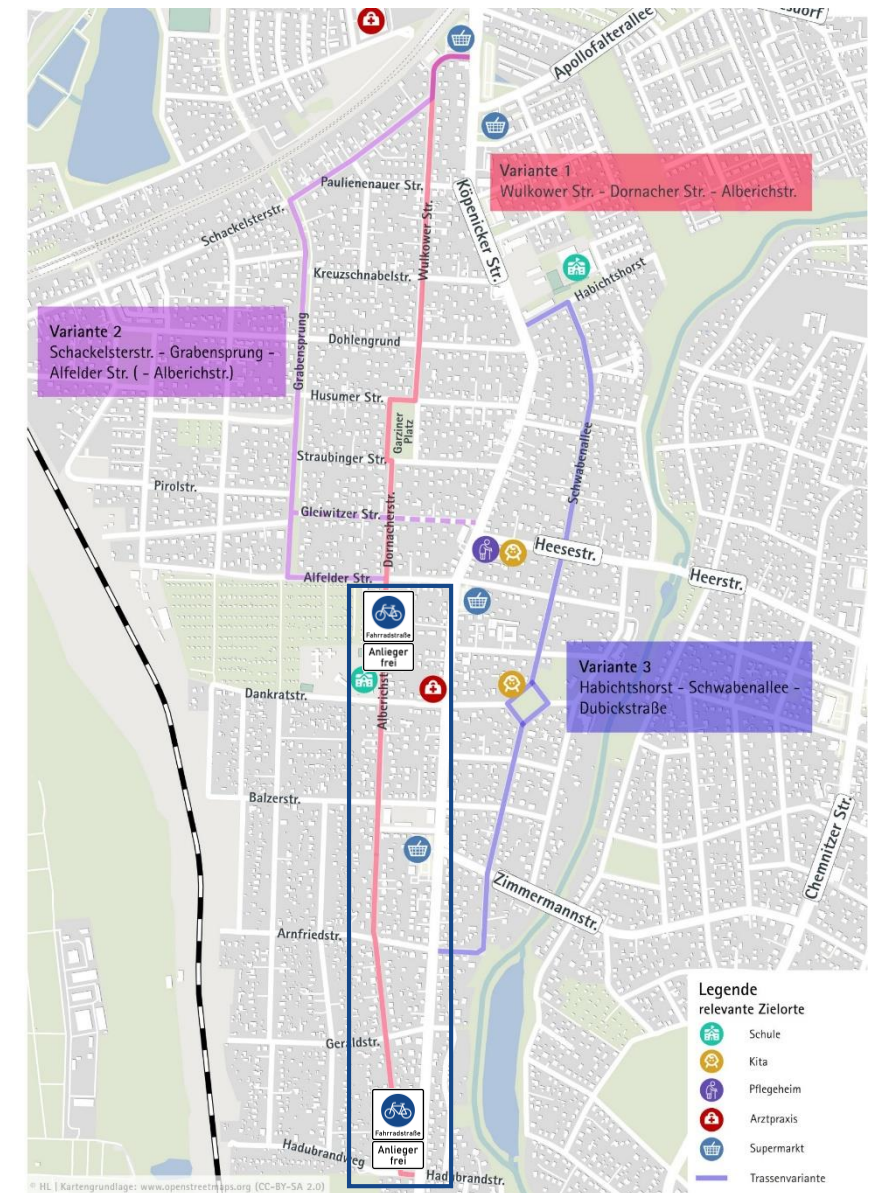 Apollofalterallee
Variante 1
Wulkower Str. - Dornacher Str. - Alberichstr.
Paulienenauer Str.
Köpenicker Str.
Schackelsterstr.
Wulkower Str.
Kreuzschnabelstr.
Habichtshorst
Variante 2
Schackelsterstr. - Grabensprung -
Alfelder Str. ( - Alberichstr.)
Dohlengrund
Grabensprung
Husumer Str.
Garziner
Platz
Schwabenallee
Straubinger Str.
Pirolstr.
Gleiwitzer Str.
Dornacherstr.
Heesestr.
Heerstr.
Alfelder Str.
Fahrradstraße
Anlieger
frei
Variante 3
Habichtshorst - Schwabenallee -
Dubickstraße
Dankratstr.
Alberichst
Balzerstr.
Chemnitzer Str.
Zimmermannstr.
Arnfriedstr.
Geraldstr.
Fahrradstraße
Anlieger
frei
Hadubrandweg
Hadubrandstr.
Legende
relevante Zielorte
Schule
Kita
Pflegeheim
Arztpraxis
Supermarkt
Trassenvariante
© HL | Kartengrundlage: www.openstreetmaps.org (CC-BY-SA 2.0)